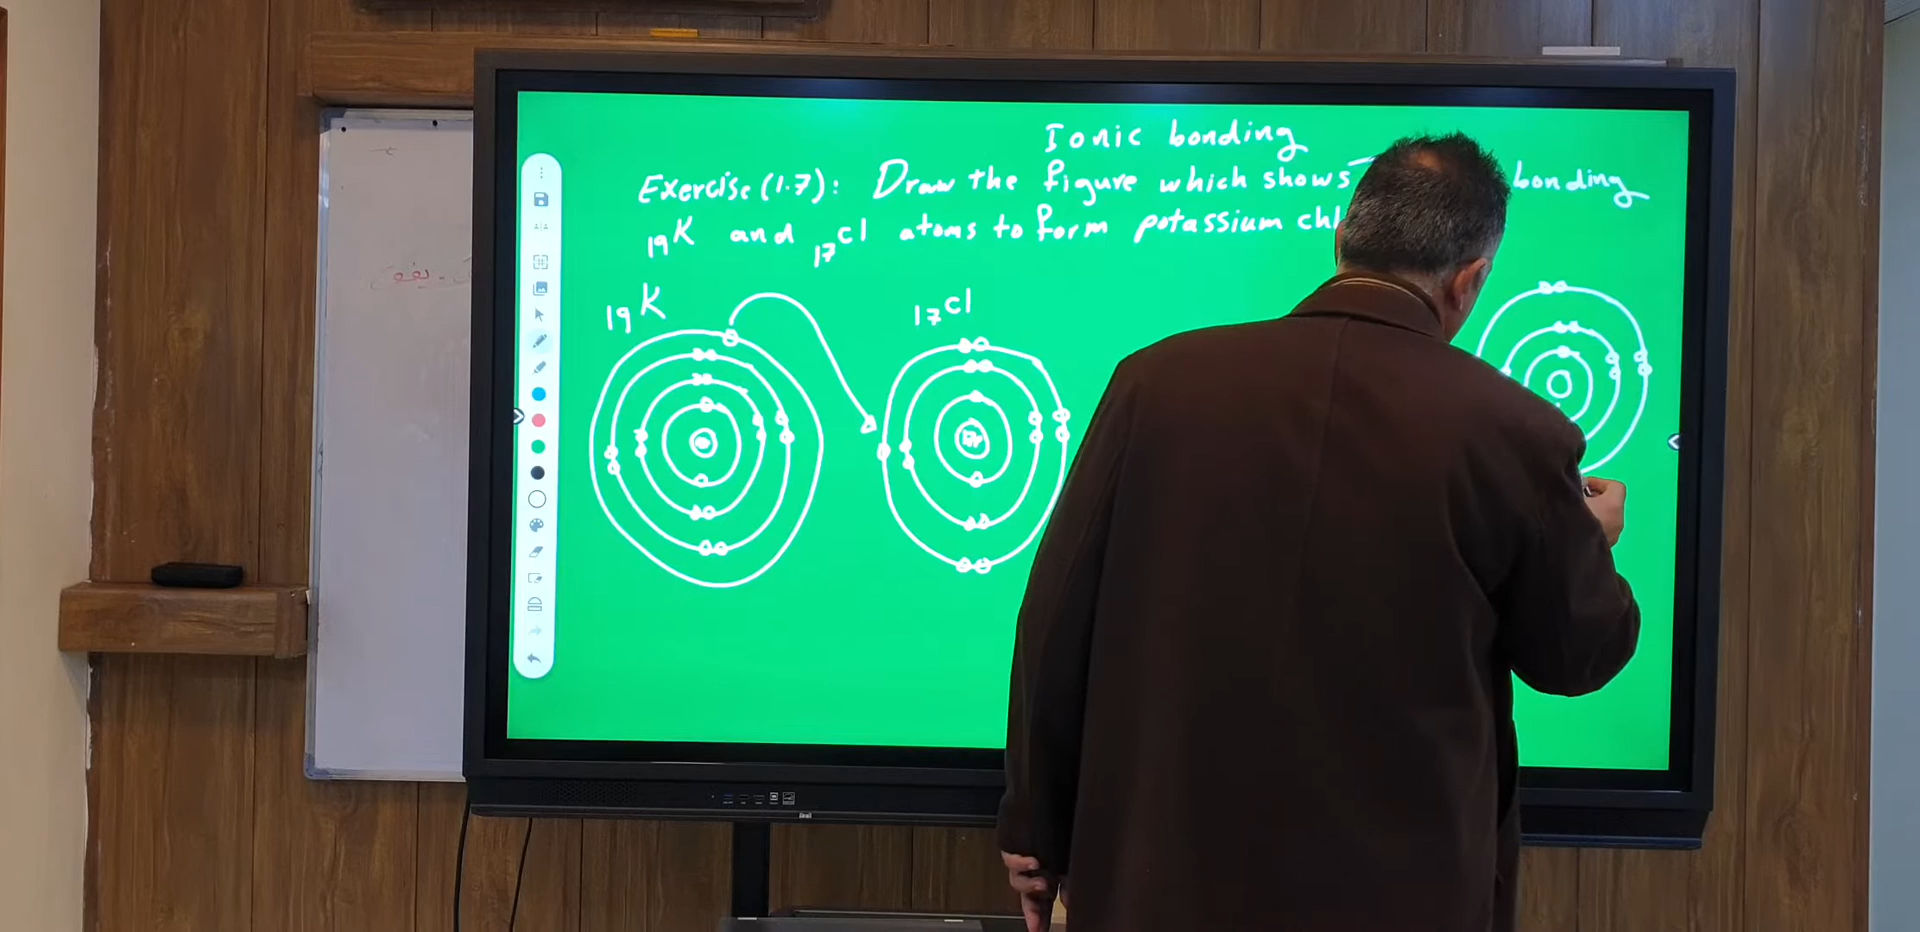 Ionic bonding
Exercise (1.7): Draw the figure which shows bonding
19K and 17Cl atoms to form potassium chl
19K
17Cl